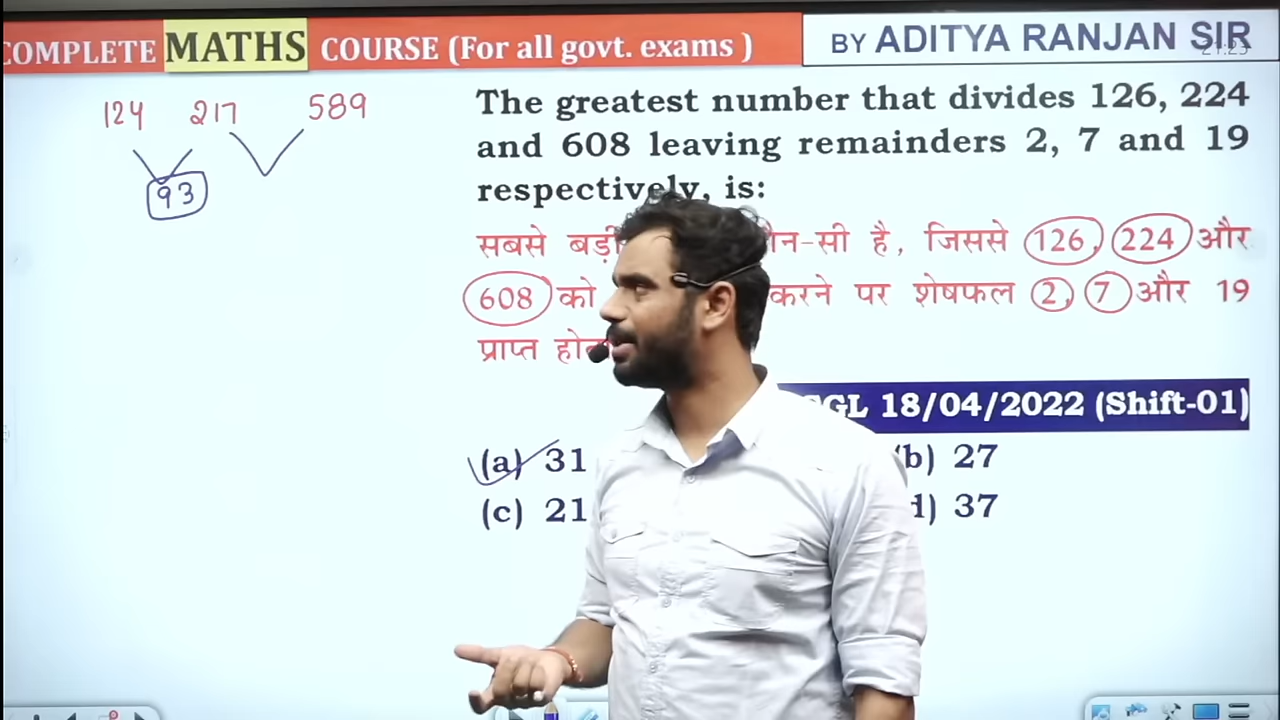 COMPLETE MATHS COURSE (For all govt. exams )
BY ADITYA RANJAN SIR
124 217 589
93
The greatest number that divides 126, 224
and 608 leaving remainders 2, 7 and 19
respectively, is:
सबसे है, जिससे 126, 224 और
608 को करने पर शेषफल 2, 7 और 19
प्राप्त
18/04/2022 (Shift-01)
(a) 31 (b) 27
(c) 21 37